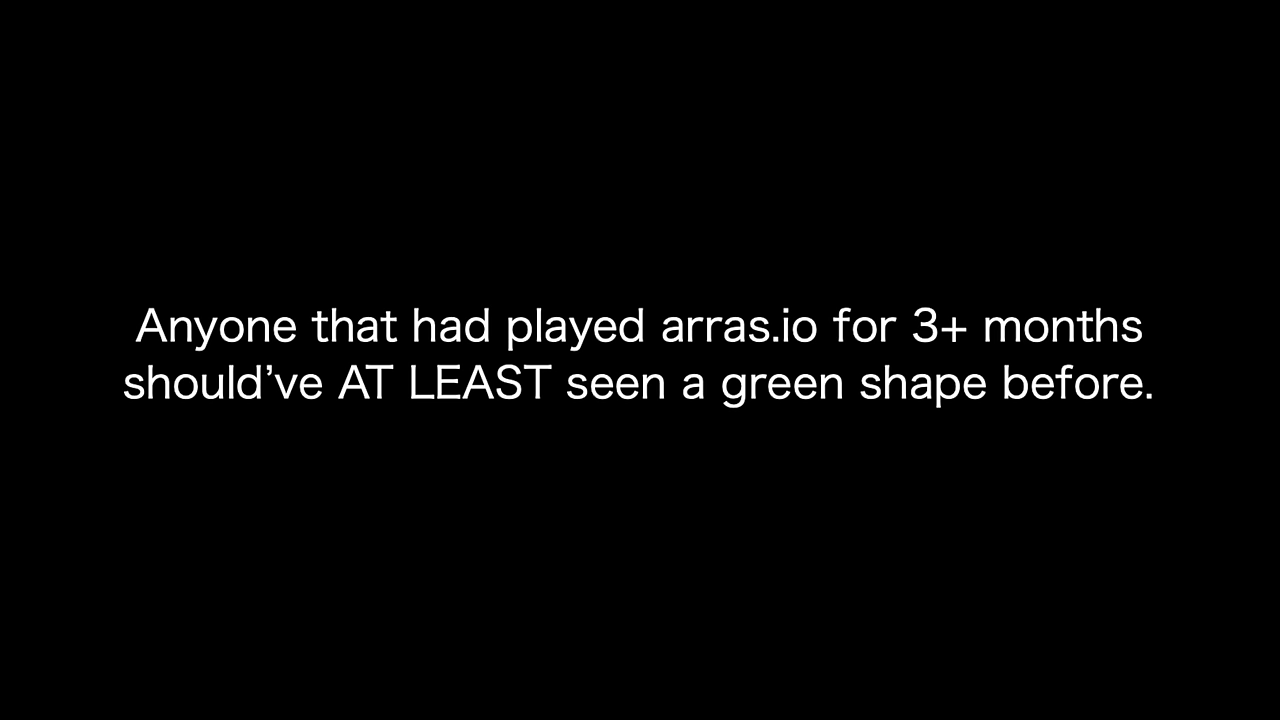 Anyone that had played arras.io for 3+ months
should’ve AT LEAST seen a green shape before.